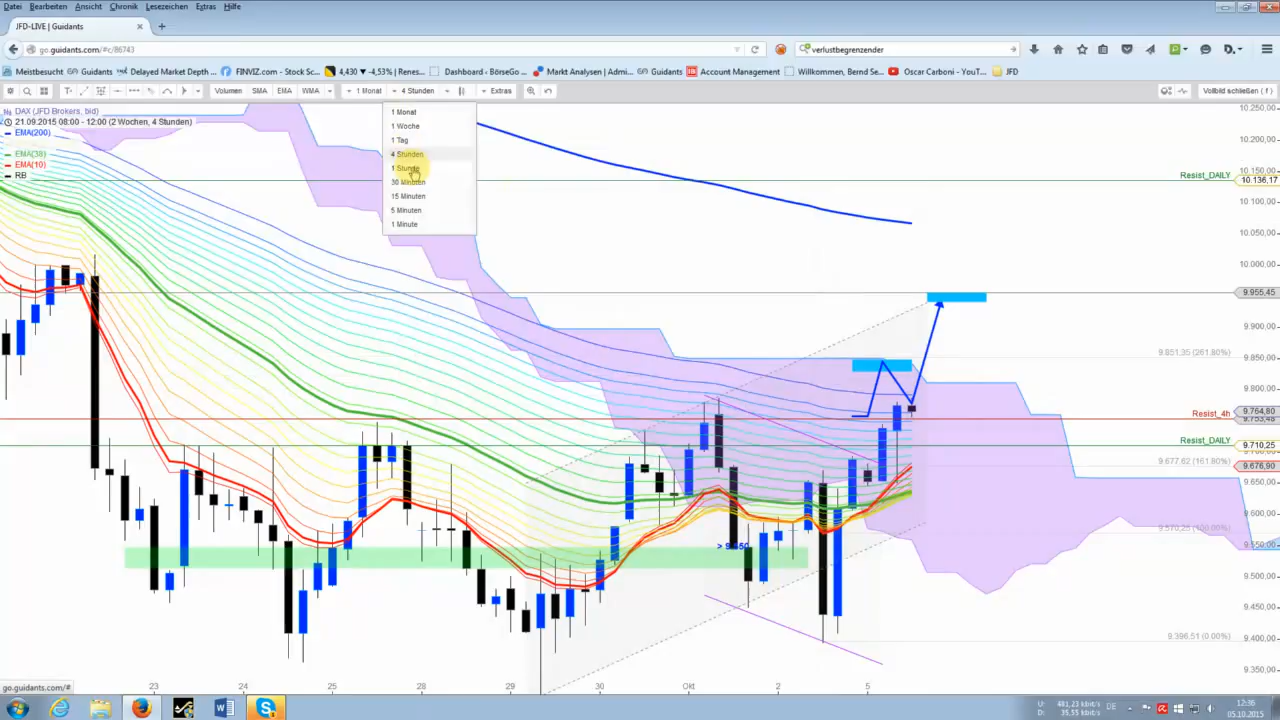 Datei Bearbeiten Ansicht Chronik Lesezeichen Extras Hilfe
JFD-LIVE | Guidants
go.guidants.com/#c/86743
verlustbegrenzender
Meistbesucht Guidants Delayed Market Depth ... FINVIZ.com - Stock Sc... 4,430 ▼ -4,53% | Renes... Dashboard ‹ BörseGo ... Markt Analysen | Admi... Guidants Account Management Willkommen, Bernd Se... Oscar Carboni - YouT... JFD
Volumen SMA EMA WMA 1 Monat 4 Stunden Extras Vollbild schließen ( f )
DAX (JFD Brokers, bid)
21.09.2015 08:00 - 12:00 (2 Wochen, 4 Stunden)
EMA(200)
EMA(38)
EMA(10)
RB
1 Monat
1 Woche
1 Tag
4 Stunden
1 Stunde
30 Minuten
15 Minuten
5 Minuten
1 Minute
10.250,00
10.200,00
10.150,00
Resist_DAILY 10.136,17
10.100,00
10.050,00
10.000,00
9.955,45
9.900,00
9.851,35 (261.80%) 9.850,00
9.800,00
Resist_4h 9.764,80
9.753,48
Resist_DAILY 9.710,25
9.677,62 (161.80%) 9.676,90
9.650,00
9.600,00
9.570,25 (100.00%)
9.550,00
9.500,00
9.450,00
9.396,51 (0.00%) 9.400,00
9.350,00
23 24 25 28 29 30 Okt 2 5
go.guidants.com/#
U: 481,23 kbit/s
D: 35,55 kbit/s
DE
12:36
05.10.2015